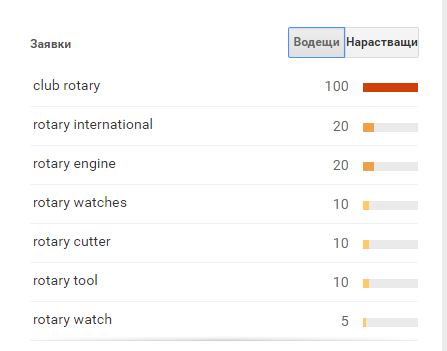 Заявки Водещи Нарастващи
club rotary 100
rotary international 20
rotary engine 20
rotary watches 10
rotary cutter 10
rotary tool 10
rotary watch 5